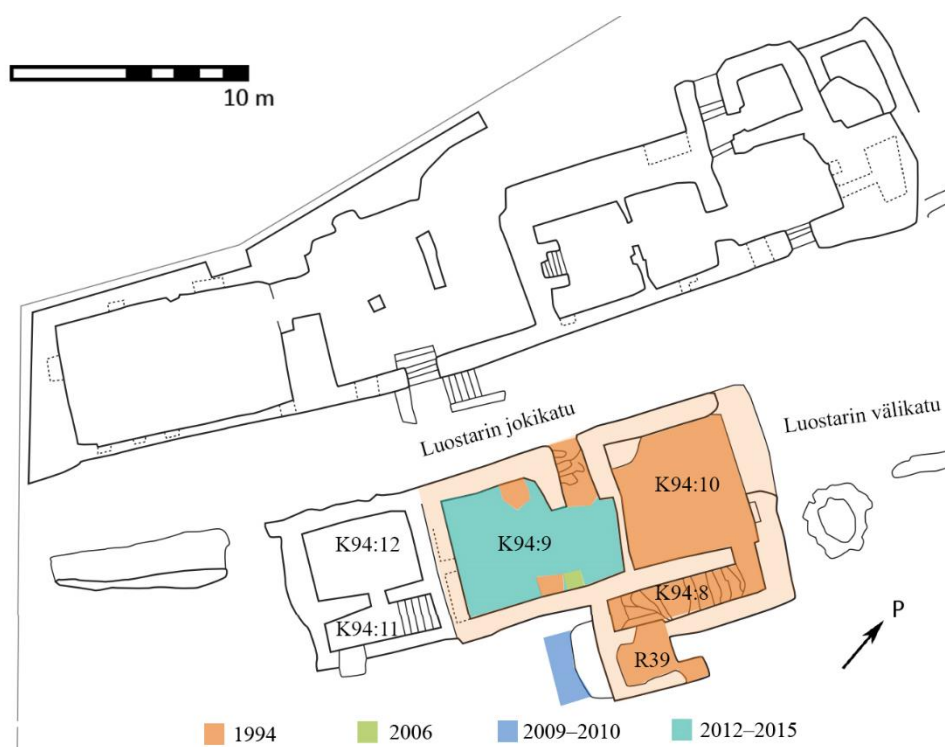 10 m
Luostarin jokikatu
Luostarin välikatu
K94:10
K94:12
K94:9
K94:8
K94:11
R39
P
1994
2006
2009–2010
2012–2015